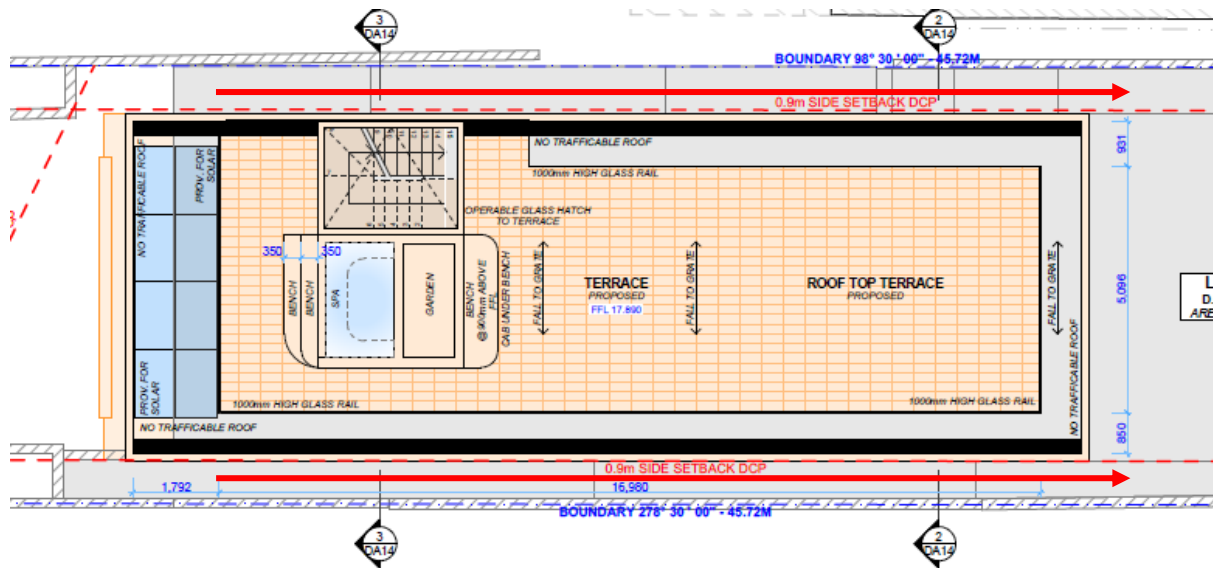 3
DA14
2
DA14
BOUNDARY 98° 30 ' 00" - 45.72M
0.9m SIDE SETBACK DCP
NO TRAFFICABLE ROOF
PROV. FOR
SOLAR
NO TRAFFICABLE ROOF
1000mm HIGH GLASS RAIL
931
OPERABLE GLASS HATCH
TO TERRACE
350
350
BENCH
BENCH
SPA
GARDEN
BENCH
@900mm ABOVE
FFL
CAB UNDER BENCH
FALL TO GRATE
TERRACE
PROPOSED
FFL 17.890
FALL TO GRATE
ROOF TOP TERRACE
PROPOSED
FALL TO GRATE
5,096
L
D.
ARE
PROV. FOR
SOLAR
1000mm HIGH GLASS RAIL
1000mm HIGH GLASS RAIL
NO TRAFFICABLE ROOF
NO TRAFFICABLE ROOF
850
0.9m SIDE SETBACK DCP
1,792
16,980
BOUNDARY 278° 30 ' 00" - 45.72M
3
DA14
2
DA14